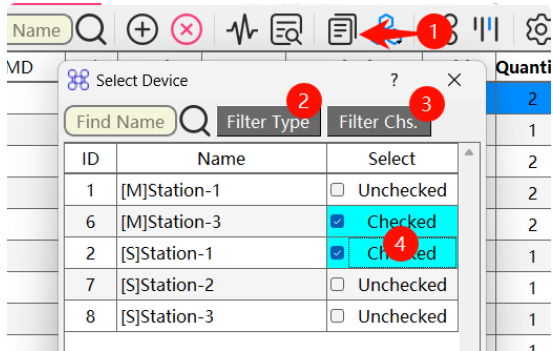 Name
1
MD
Quanti
Select Device ? ×
Find Name
Filter Type
Filter Chs.
2
3
ID Name Select
1 [M]Station-1 Unchecked
6 [M]Station-3 Checked
2 [S]Station-1 Checked
4
7 [S]Station-2 Unchecked
8 [S]Station-3 Unchecked
2
1
2
2
2
1
1
1